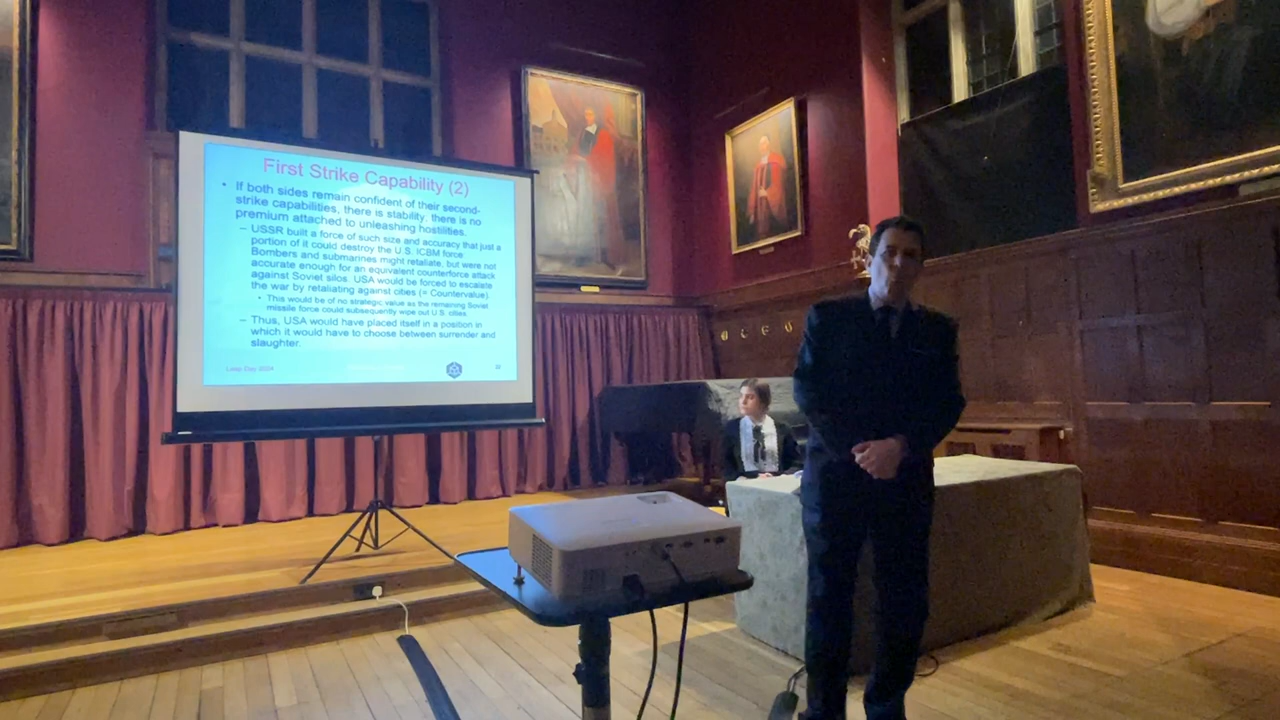 First Strike Capability (2)
• If both sides remain confident of their second-
strike capabilities, there is stability: there is no
premium attached to unleashing hostilities.
– USSR built a force of such size and accuracy that just a
portion of it could destroy the U.S. ICBM force.
Bombers and submarines might retaliate, but were not
accurate enough for an equivalent counterforce attack
against Soviet silos. USA would be forced to escalate
the war by retaliating against cities (= Countervalue)
• This would be of no strategic value as the remaining Soviet
missile force could subsequently wipe out U.S. cities.
– Thus, USA would have placed itself in a position in
which it would have to choose between surrender and
slaughter.
Leap Day 2024